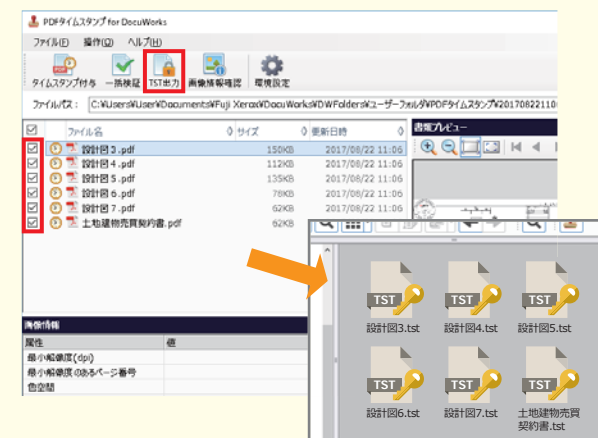 PDFタイムスタンプ for DocuWorks
ファイル(F) 操作(O) ヘルプ(H)
タイムスタンプ付与 一括検証 TST出力 画像情報確認 環境設定
ファイルパス: C:¥Users¥User¥Documents¥Fuji Xerox¥DocuWorks¥DWFolders¥ユーザーフォルダ¥PDFタイムスタンプ¥20170822110
ファイル名 サイズ 更新日時 書類プレビュー
設計図3.pdf 150KB 2017/08/22 11:06
設計図4.pdf 112KB 2017/08/22 11:06
設計図5.pdf 135KB 2017/08/22 11:06
設計図6.pdf 78KB 2017/08/22 11:06
設計図7.pdf 62KB 2017/08/22 11:06
土地建物売買契約書.pdf 62KB
TST TST TST
設計図3.tst 設計図4.tst 設計図5.tst
TST TST TST
設計図6.tst 設計図7.tst 土地建物売買
契約書.tst
画像情報
属性 値
最小解像度(dpi)
最小解像度のあるページ番号
色空間